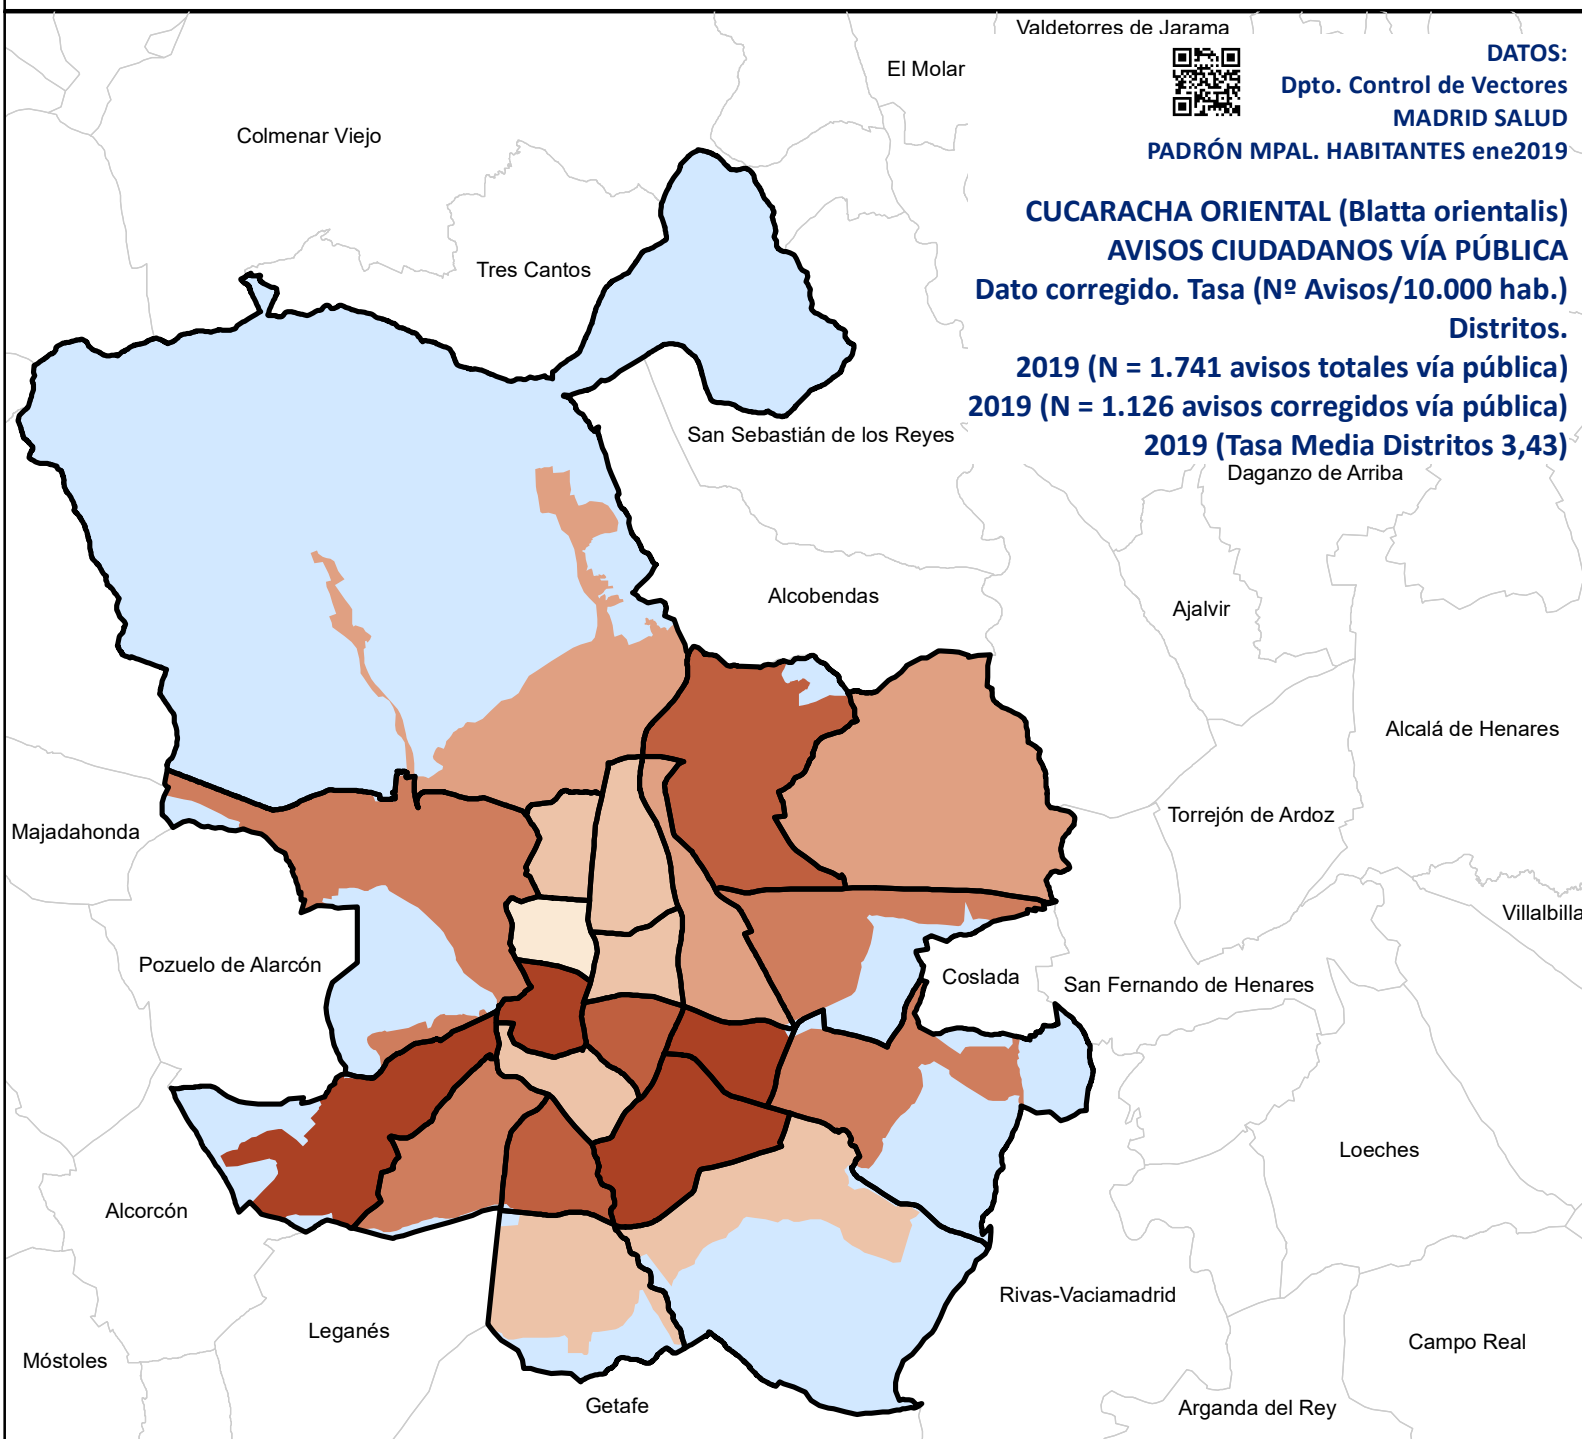 Valdetorres de Jarama
El Molar
DATOS:
Dpto. Control de Vectores
MADRID SALUD
PADRÓN MPAL. HABITANTES ene2019
CUCARACHA ORIENTAL (Blatta orientalis)
AVISOS CIUDADANOS VÍA PÚBLICA
Dato corregido. Tasa (Nº Avisos/10.000 hab.)
Distritos.
2019 (N = 1.741 avisos totales vía pública)
2019 (N = 1.126 avisos corregidos vía pública)
2019 (Tasa Media Distritos 3,43)
Colmenar Viejo
Tres Cantos
San Sebastián de los Reyes
Daganzo de Arriba
Alcobendas
Ajalvir
Alcalá de Henares
Torrejón de Ardoz
Majadahonda
Villalbilla
Pozuelo de Alarcón
Coslada
San Fernando de Henares
Loeches
Alcorcón
Rivas-Vaciamadrid
Leganés
Campo Real
Móstoles
Getafe
Arganda del Rey